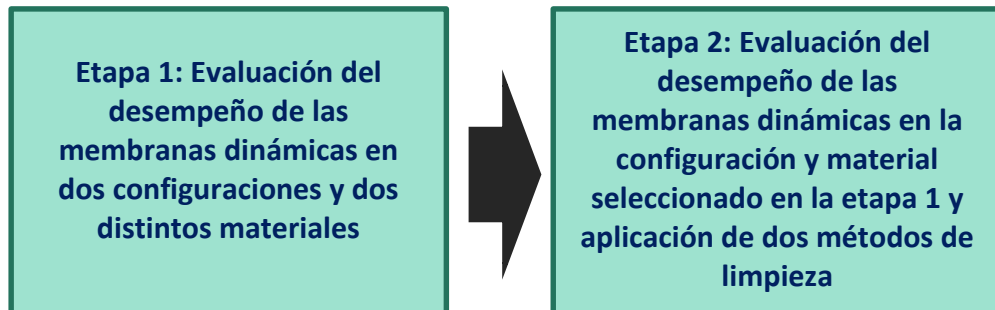 Etapa 1: Evaluación del
desempeño de las
membranas dinámicas en
dos configuraciones y dos
distintos materiales
Etapa 2: Evaluación del
desempeño de las
membranas dinámicas en la
configuración y material
seleccionado en la etapa 1 y
aplicación de dos métodos de
limpieza